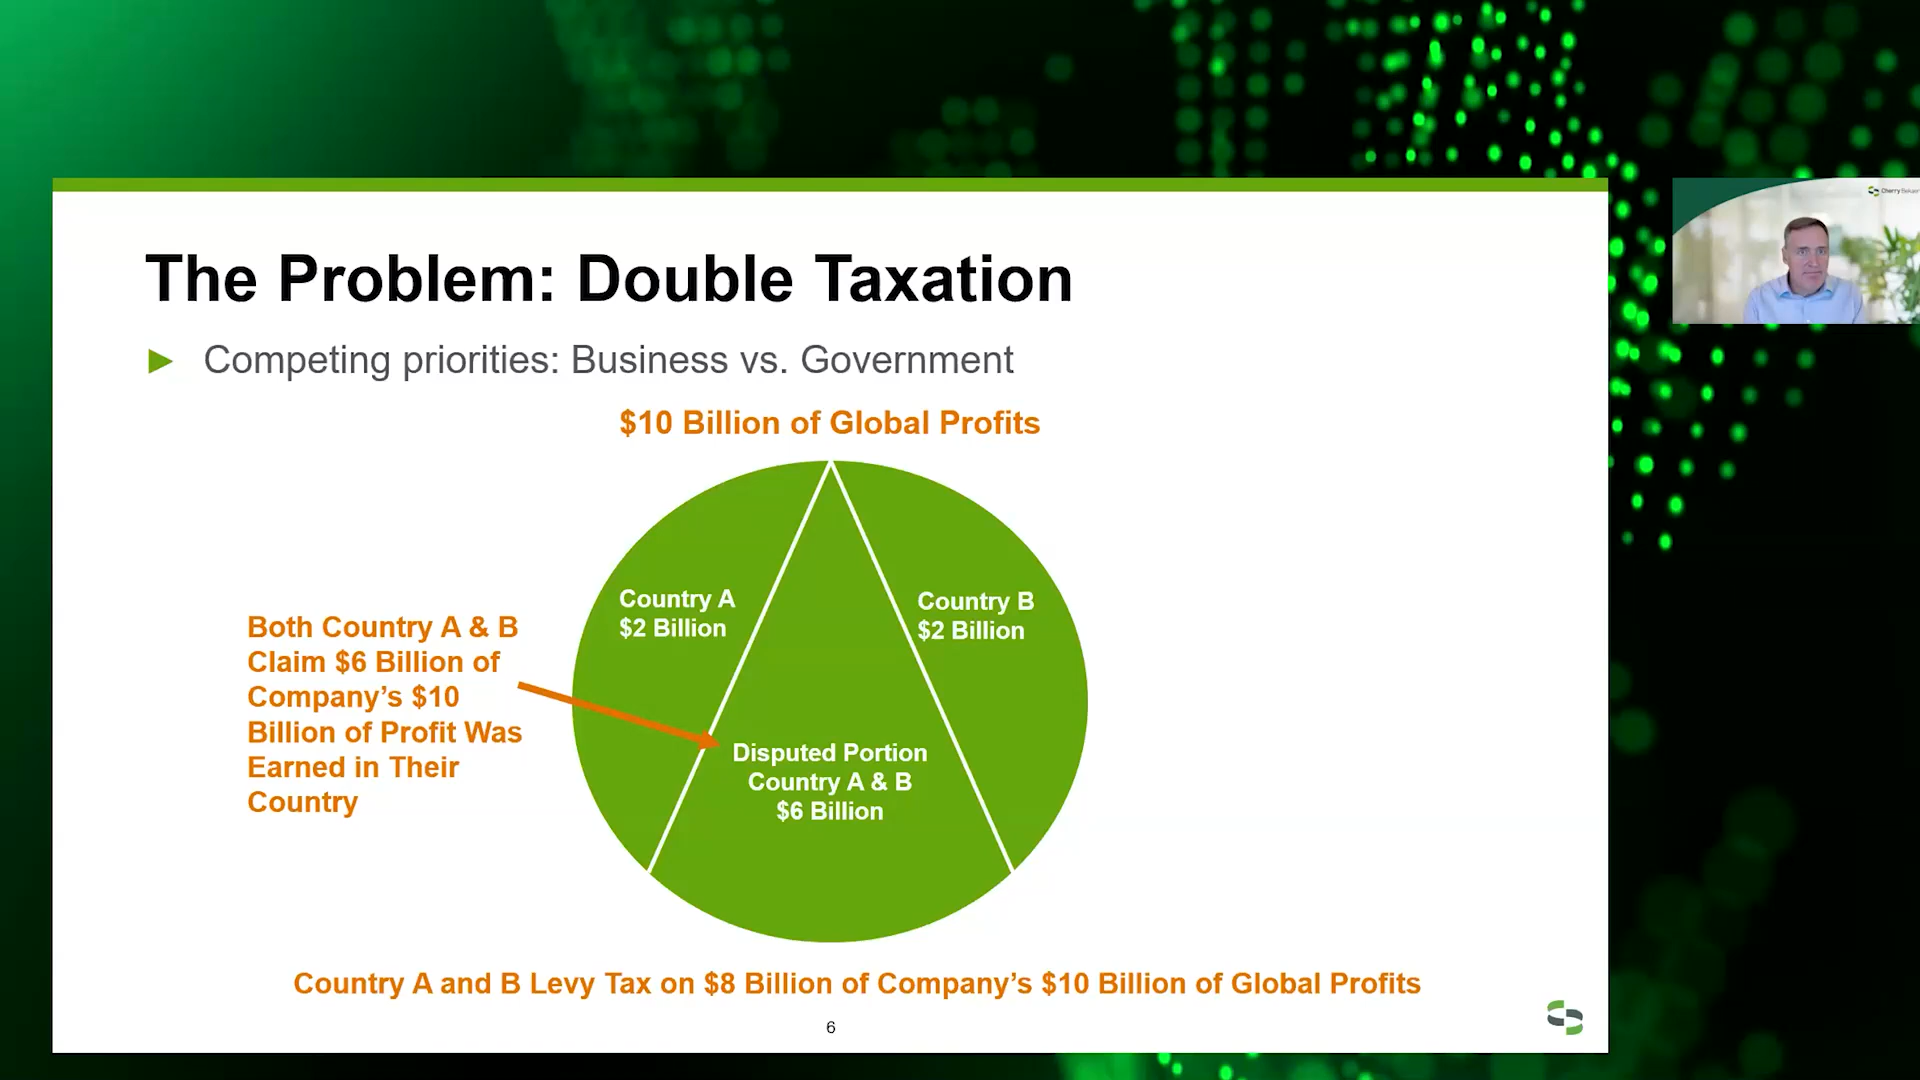 The Problem: Double Taxation
► Competing priorities: Business vs. Government
$10 Billion of Global Profits
Country A
$2 Billion
Country B
$2 Billion
Both Country A & B
Claim $6 Billion of
Company’s $10
Billion of Profit Was
Earned in Their
Country
Disputed Portion
Country A & B
$6 Billion
Country A and B Levy Tax on $8 Billion of Company’s $10 Billion of Global Profits
6
Cherry Bekaer